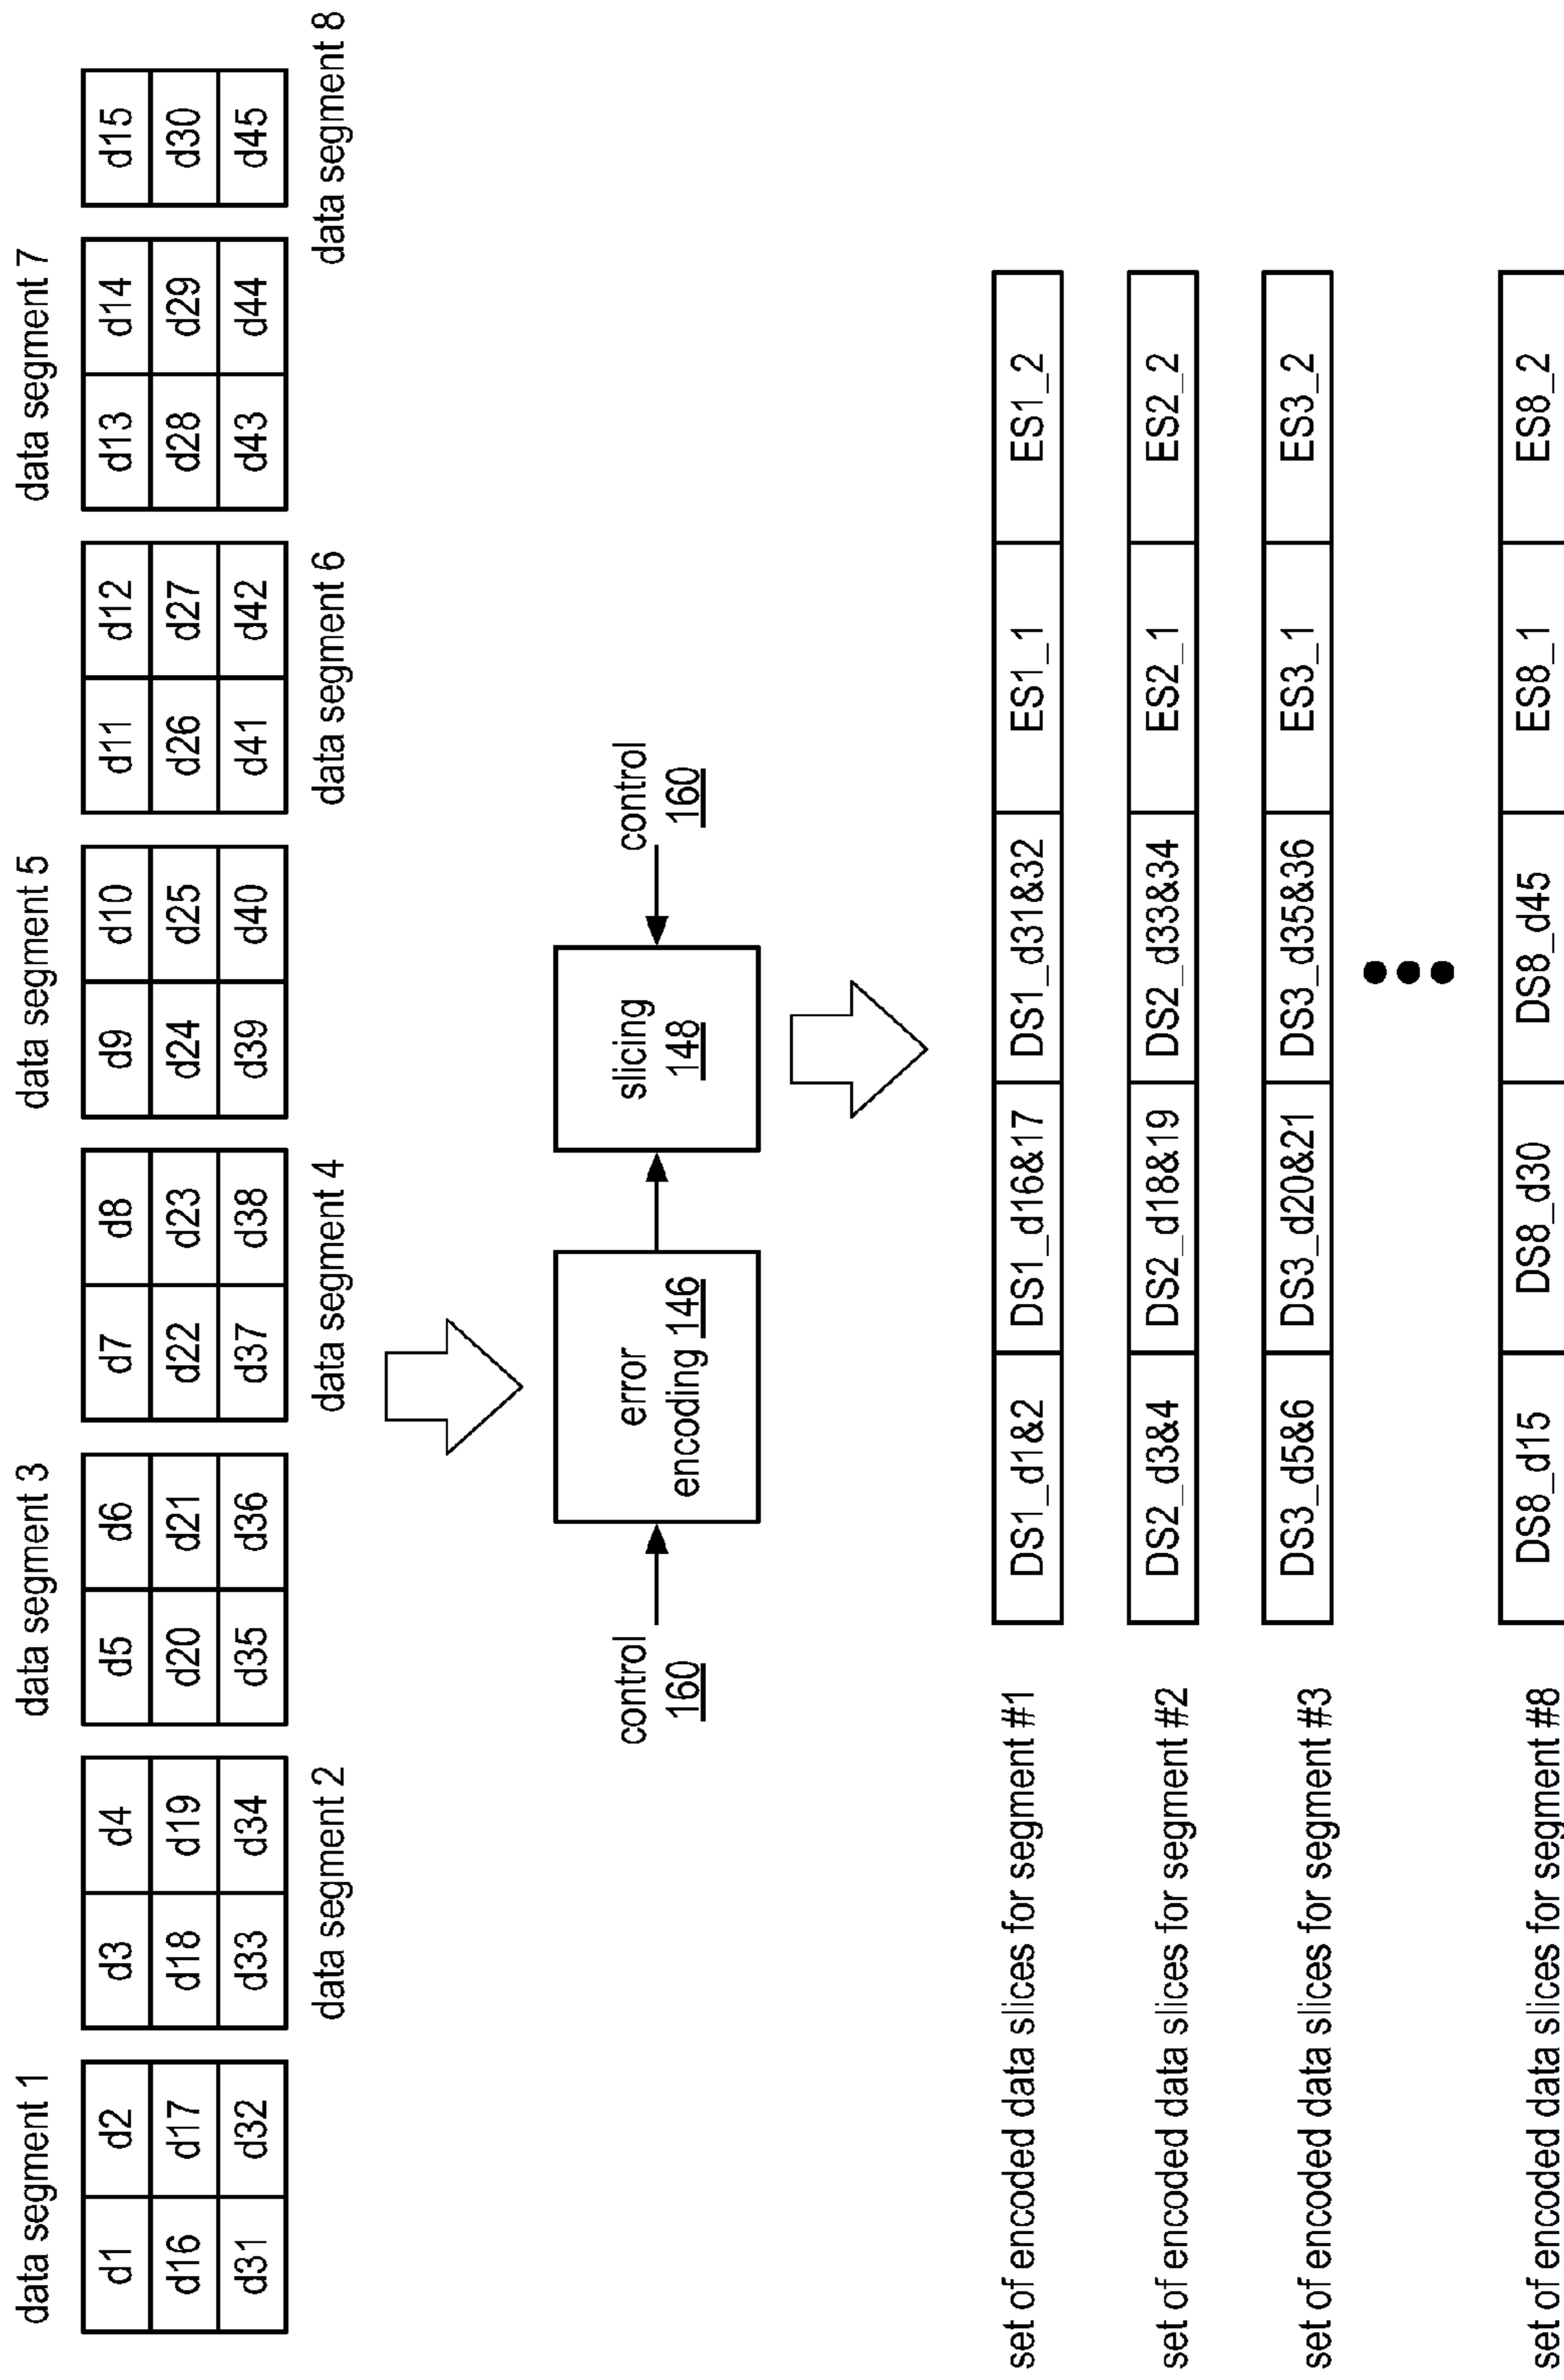 data segment 1
data segment 3
data segment 5
data segment 7
d1 d2 d3 d4 d5 d6 d7 d8 d9 d10 d11 d12 d13 d14 d15
d16 d17 d18 d19 d20 d21 d22 d23 d24 d25 d26 d27 d28 d29 d30
d31 d32 d33 d34 d35 d36 d37 d38 d39 d40 d41 d42 d43 d44 d45
data segment 2
data segment 4
data segment 6
data segment 8
control
160
error
encoding 146
slicing
148
control
160
set of encoded data slices for segment #1 DS1_d1&2 DS1_d16&17 DS1_d31&32 ES1_1 ES1_2
set of encoded data slices for segment #2 DS2_d3&4 DS2_d18&19 DS2_d33&34 ES2_1 ES2_2
set of encoded data slices for segment #3 DS3_d5&6 DS3_d20&21 DS3_d35&36 ES3_1 ES3_2
set of encoded data slices for segment #8 DS8_d15 DS8_d30 DS8_d45 ES8_1 ES8_2